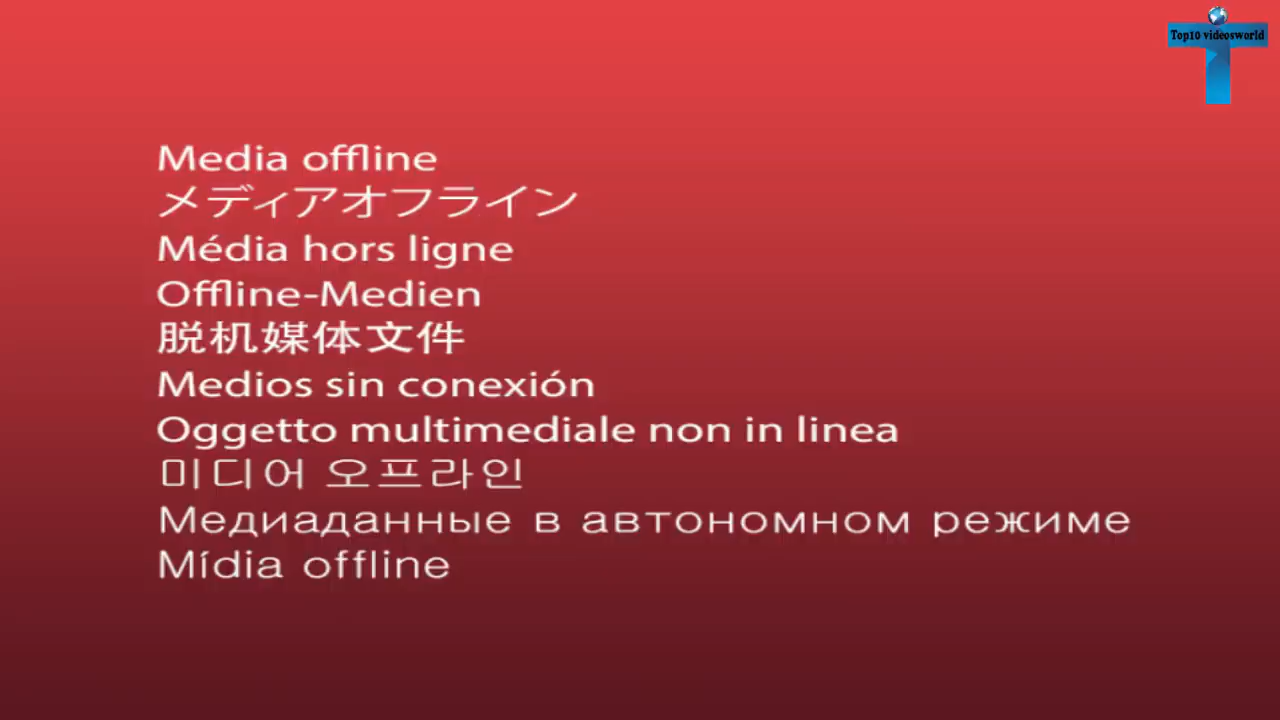 Top10 videosworld
Media offline
メディアオフライン
Média hors ligne
Offline-Medien
脱机媒体文件
Medios sin conexión
Oggetto multimediale non in linea
미디어 오프라인
Медиаданные в автономном режиме
Mídia offline